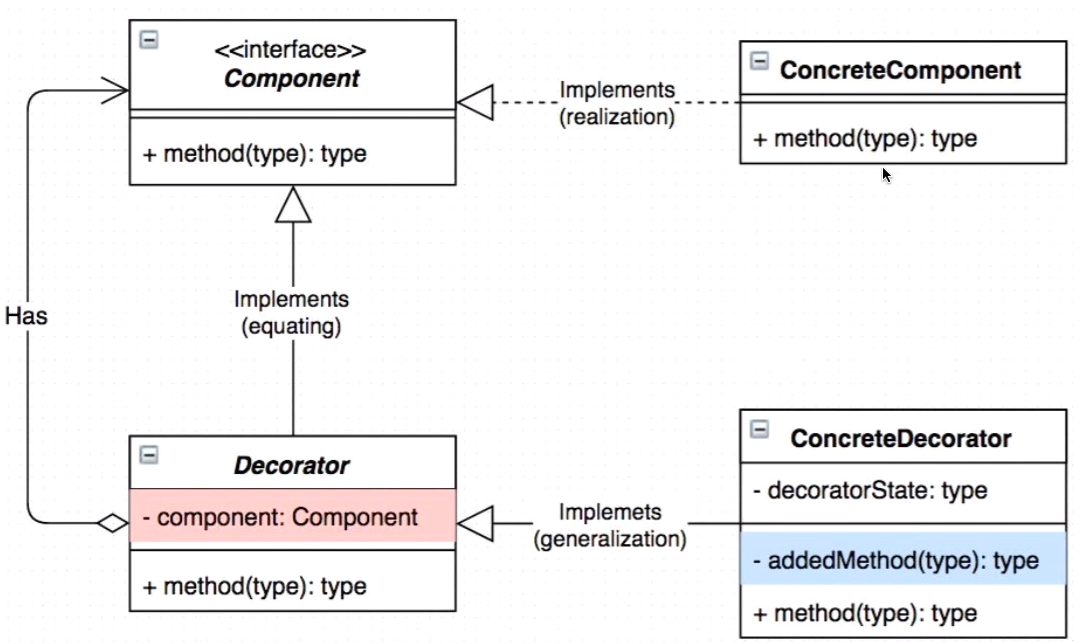 <<interface>>
Component
+ method(type): type
Implements
(realization)
ConcreteComponent
+ method(type): type
Has
Implements
(equating)
Decorator
- component: Component
+ method(type): type
Implemets
(generalization)
ConcreteDecorator
- decoratorState: type
- addedMethod(type): type
+ method(type): type